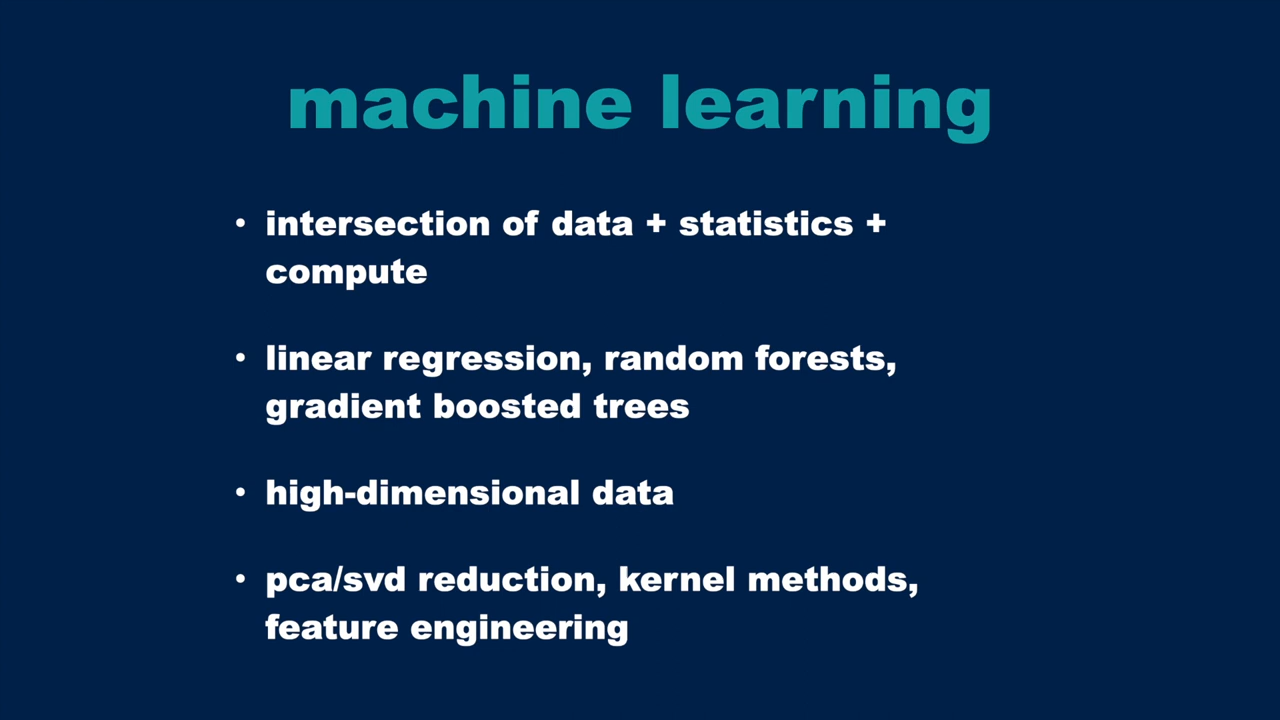 machine learning
• intersection of data + statistics +
compute
• linear regression, random forests,
gradient boosted trees
• high-dimensional data
• pca/svd reduction, kernel methods,
feature engineering